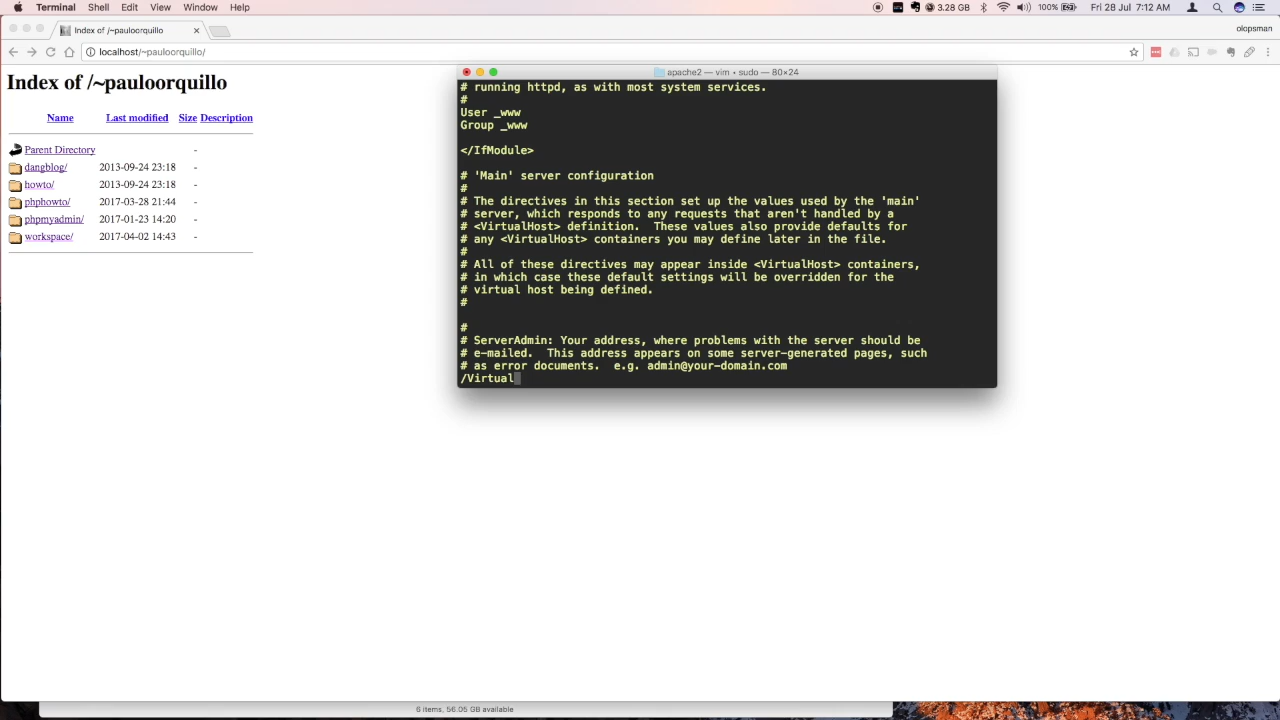 Terminal Shell Edit View Window Help
3.28 GB 100% Fri 28 Jul 7:12 AM
Index of /~pauloorquillo
olopsman
localhost/~pauloorquillo/
Index of /~pauloorquillo
Name Last modified Size Description
Parent Directory -
dangblog/ 2013-09-24 23:18 -
howto/ 2013-09-24 23:18 -
phphowto/ 2017-03-28 21:44 -
phpmyadmin/ 2017-01-23 14:20 -
workspace/ 2017-04-02 14:43 -
apache2 — vim • sudo — 80×24
# running httpd, as with most system services.
#
User _www
Group _www
</IfModule>
# 'Main' server configuration
#
# The directives in this section set up the values used by the 'main'
# server, which responds to any requests that aren't handled by a
# <VirtualHost> definition.  These values also provide defaults for
# any <VirtualHost> containers you may define later in the file.
#
# All of these directives may appear inside <VirtualHost> containers,
# in which case these default settings will be overridden for the
# virtual host being defined.
#
#
# ServerAdmin: Your address, where problems with the server should be
# e-mailed.  This address appears on some server-generated pages, such
# as error documents.  e.g. admin@your-domain.com
/Virtual
6 items, 56.05 GB available